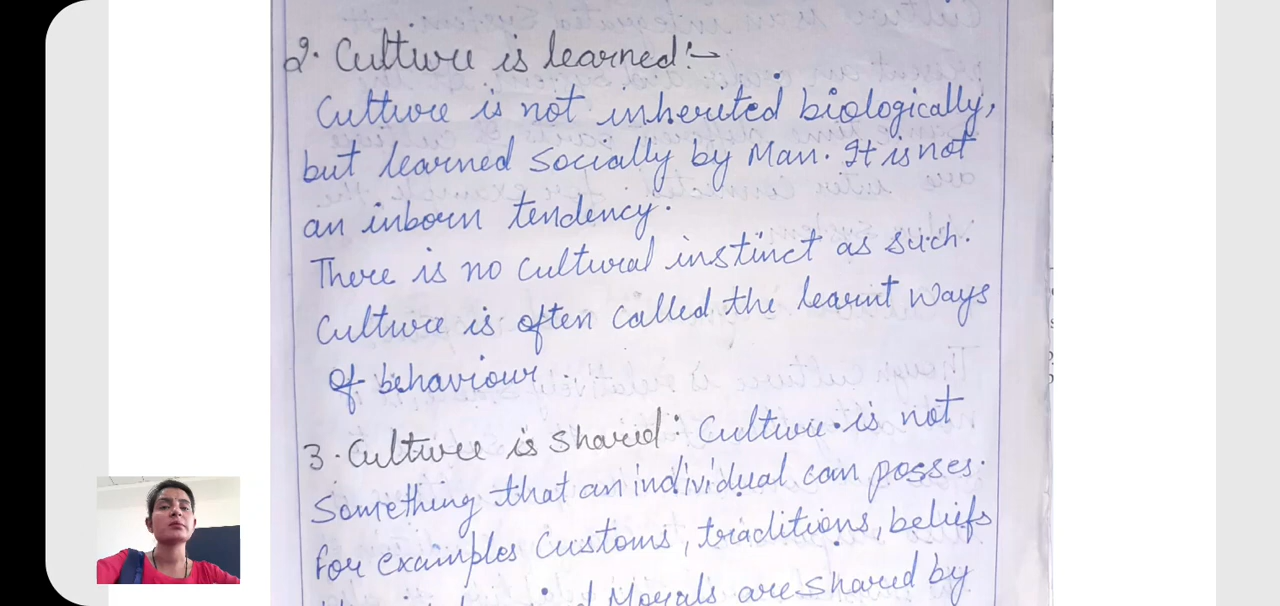 2. Culture is learned:-
Culture is not inherited biologically,
but learned socially by Man. It is not
an inborn tendency.
There is no cultural instinct as such.
Culture is often called the learnt ways
of behaviour.
3. Culture is shared: Culture is not
Something that an individual can posses.
for examples Customs, traditions, beliefs
Morals are shared by